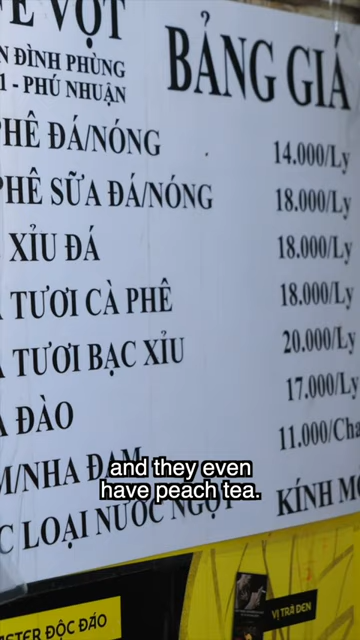 Ê VỢT
N ĐÌNH PHÙNG
1 - PHÚ NHUẬN
BẢNG GIÁ
PHÊ ĐÁ/NÓNG 14.000/Ly
PHÊ SỮA ĐÁ/NÓNG 18.000/Ly
XỈU ĐÁ 18.000/Ly
TƯƠI CÀ PHÊ 18.000/Ly
TƯƠI BẠC XỈU 20.000/Ly
ĐÀO 17.000/Ly
M/NHA ĐAM 11.000/Cha
C LOẠI NƯỚC NGỌT KÍNH MỜ
and they even
have peach tea.
VỊ TRÀ ĐEN
ASTER ĐỘC ĐÁO